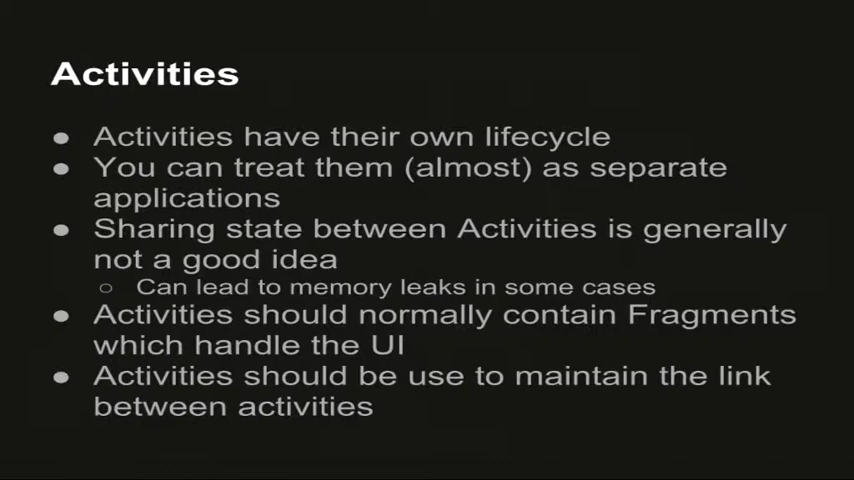 Activities
● Activities have their own lifecycle
● You can treat them (almost) as separate
applications
● Sharing state between Activities is generally
not a good idea
○ Can lead to memory leaks in some cases
● Activities should normally contain Fragments
which handle the UI
● Activities should be use to maintain the link
between activities